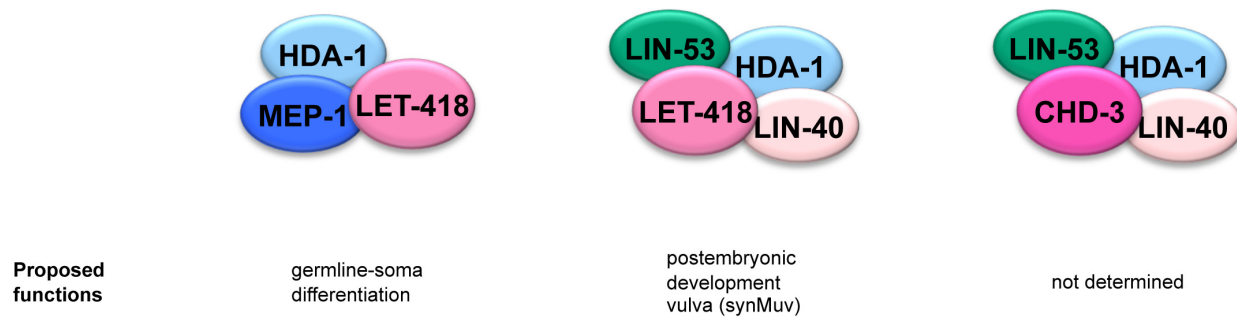 HDA-1
MEP-1
LET-418
LIN-53
HDA-1
LET-418
LIN-40
LIN-53
HDA-1
CHD-3
LIN-40
Proposed
functions
germline-soma
differentiation
postembryonic
development
vulva (synMuv)
not determined